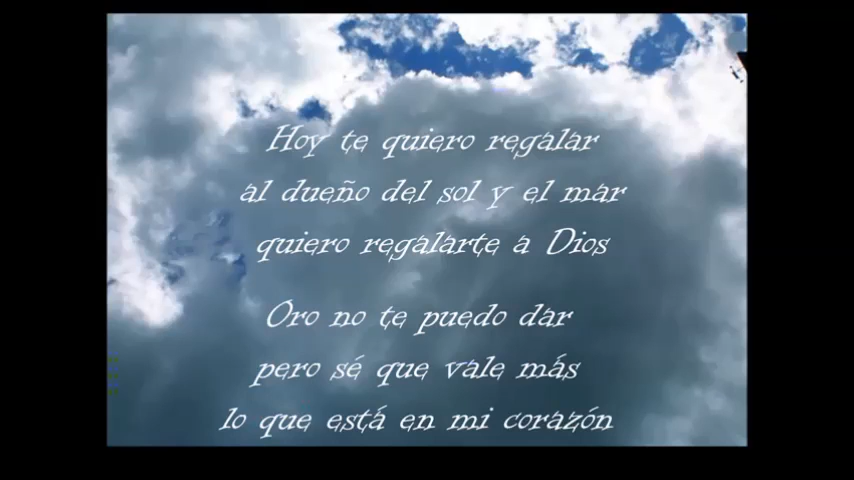 Hoy te quiero regalar
al dueño del sol y el mar
quiero regalarte a Dios
Oro no te puedo dar
pero sé que vale más
lo que está en mi corazón